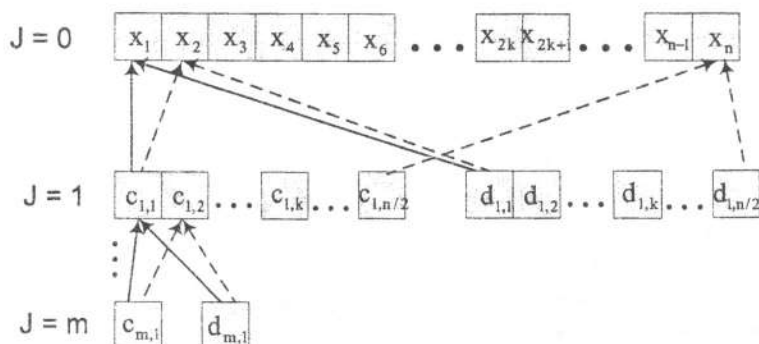 J = 0 x₁ x₂ x₃ x₄ x₅ x₆ • • • x₂ₖ x₂ₖ₊₁ • • • xₙ₋₁ xₙ
J = 1 c₁,₁ c₁,₂ • • • c₁,ₖ • • • c₁,ₙ/₂ d₁,₁ d₁,₂ • • • d₁,ₖ • • • d₁,ₙ/₂
J = m cₘ,₁ dₘ,₁